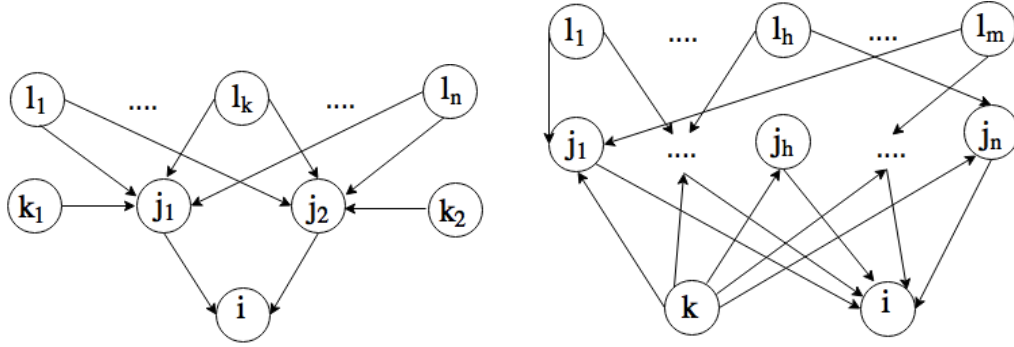 l₁ .... lₖ .... lₙ
k₁ j₁ j₂ k₂
i
l₁ .... lₕ .... lₘ
j₁ .... jₕ .... jₙ
k i